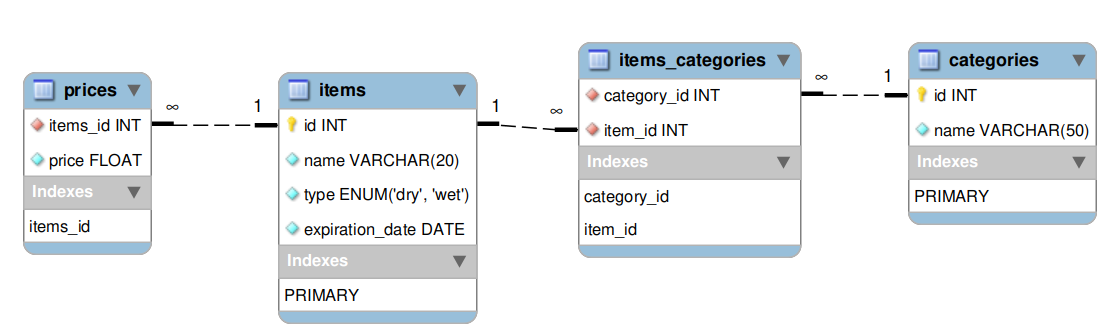 prices
items_id INT
price FLOAT
Indexes
items_id
∞
1
items
id INT
name VARCHAR(20)
type ENUM('dry', 'wet')
expiration_date DATE
Indexes
PRIMARY
1
∞
items_categories
category_id INT
item_id INT
Indexes
category_id
item_id
∞
1
categories
id INT
name VARCHAR(50)
Indexes
PRIMARY